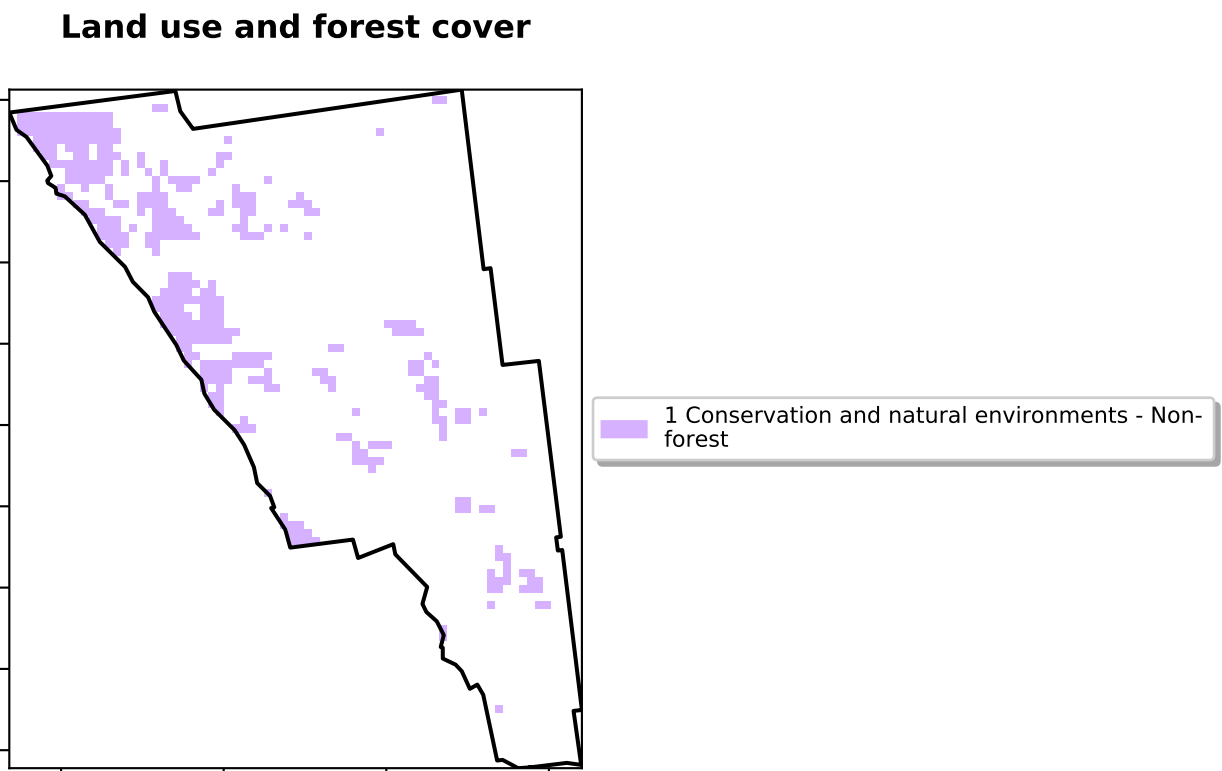 Land use and forest cover
1 Conservation and natural environments - Non-
forest